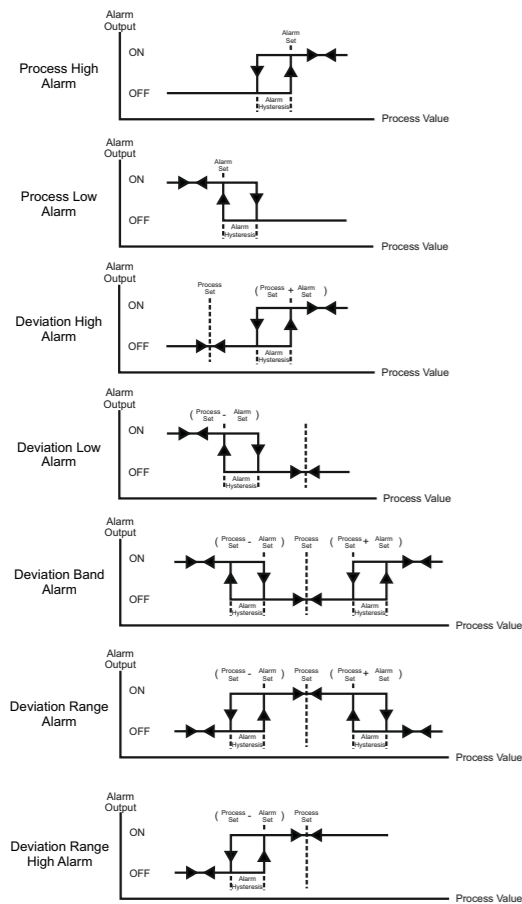 Alarm
Output
Process High
Alarm
ON
OFF
Alarm
Set
Alarm
Hysteresis
Process Value
Alarm
Output
Process Low
Alarm
ON
OFF
Alarm
Set
Alarm
Hysteresis
Process Value
Alarm
Output
Deviation High
Alarm
ON
OFF
Process
Set
( Process Set + Alarm Set )
Alarm
Hysteresis
Process Value
Alarm
Output
Deviation Low
Alarm
ON
OFF
( Process Set - Alarm Set )
Alarm
Hysteresis
Process Value
Alarm
Output
Deviation Band
Alarm
ON
OFF
( Process Set - Alarm Set )
Process
Set
( Process Set + Alarm Set )
Alarm
Hysteresis
Alarm
Hysteresis
Process Value
Alarm
Output
Deviation Range
Alarm
ON
OFF
( Process Set - Alarm Set )
Process
Set
( Process Set + Alarm Set )
Alarm
Hysteresis
Alarm
Hysteresis
Process Value
Alarm
Output
Deviation Range
High Alarm
ON
OFF
( Process Set - Alarm Set )
Process
Set
Alarm
Hysteresis
Process Value